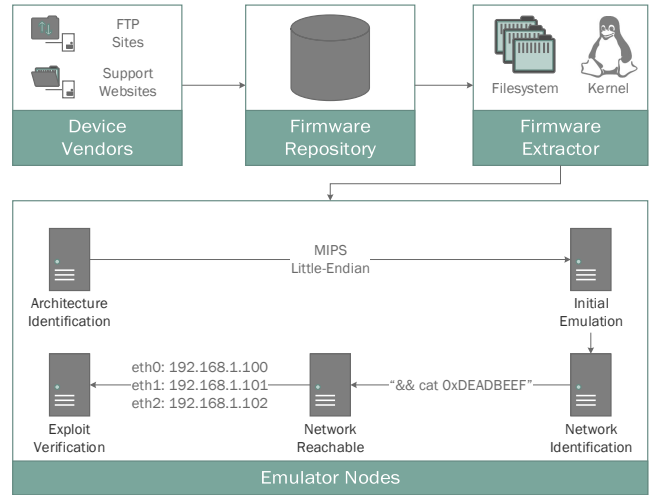 FTP
Sites
Support
Websites
Device
Vendors
Firmware
Repository
Filesystem
Kernel
Firmware
Extractor
MIPS
Little-Endian
Architecture
Identification
Initial
Emulation
eth0: 192.168.1.100
eth1: 192.168.1.101
eth2: 192.168.1.102
“&& cat 0xDEADBEEF”
Exploit
Verification
Network
Reachable
Network
Identification
Emulator Nodes